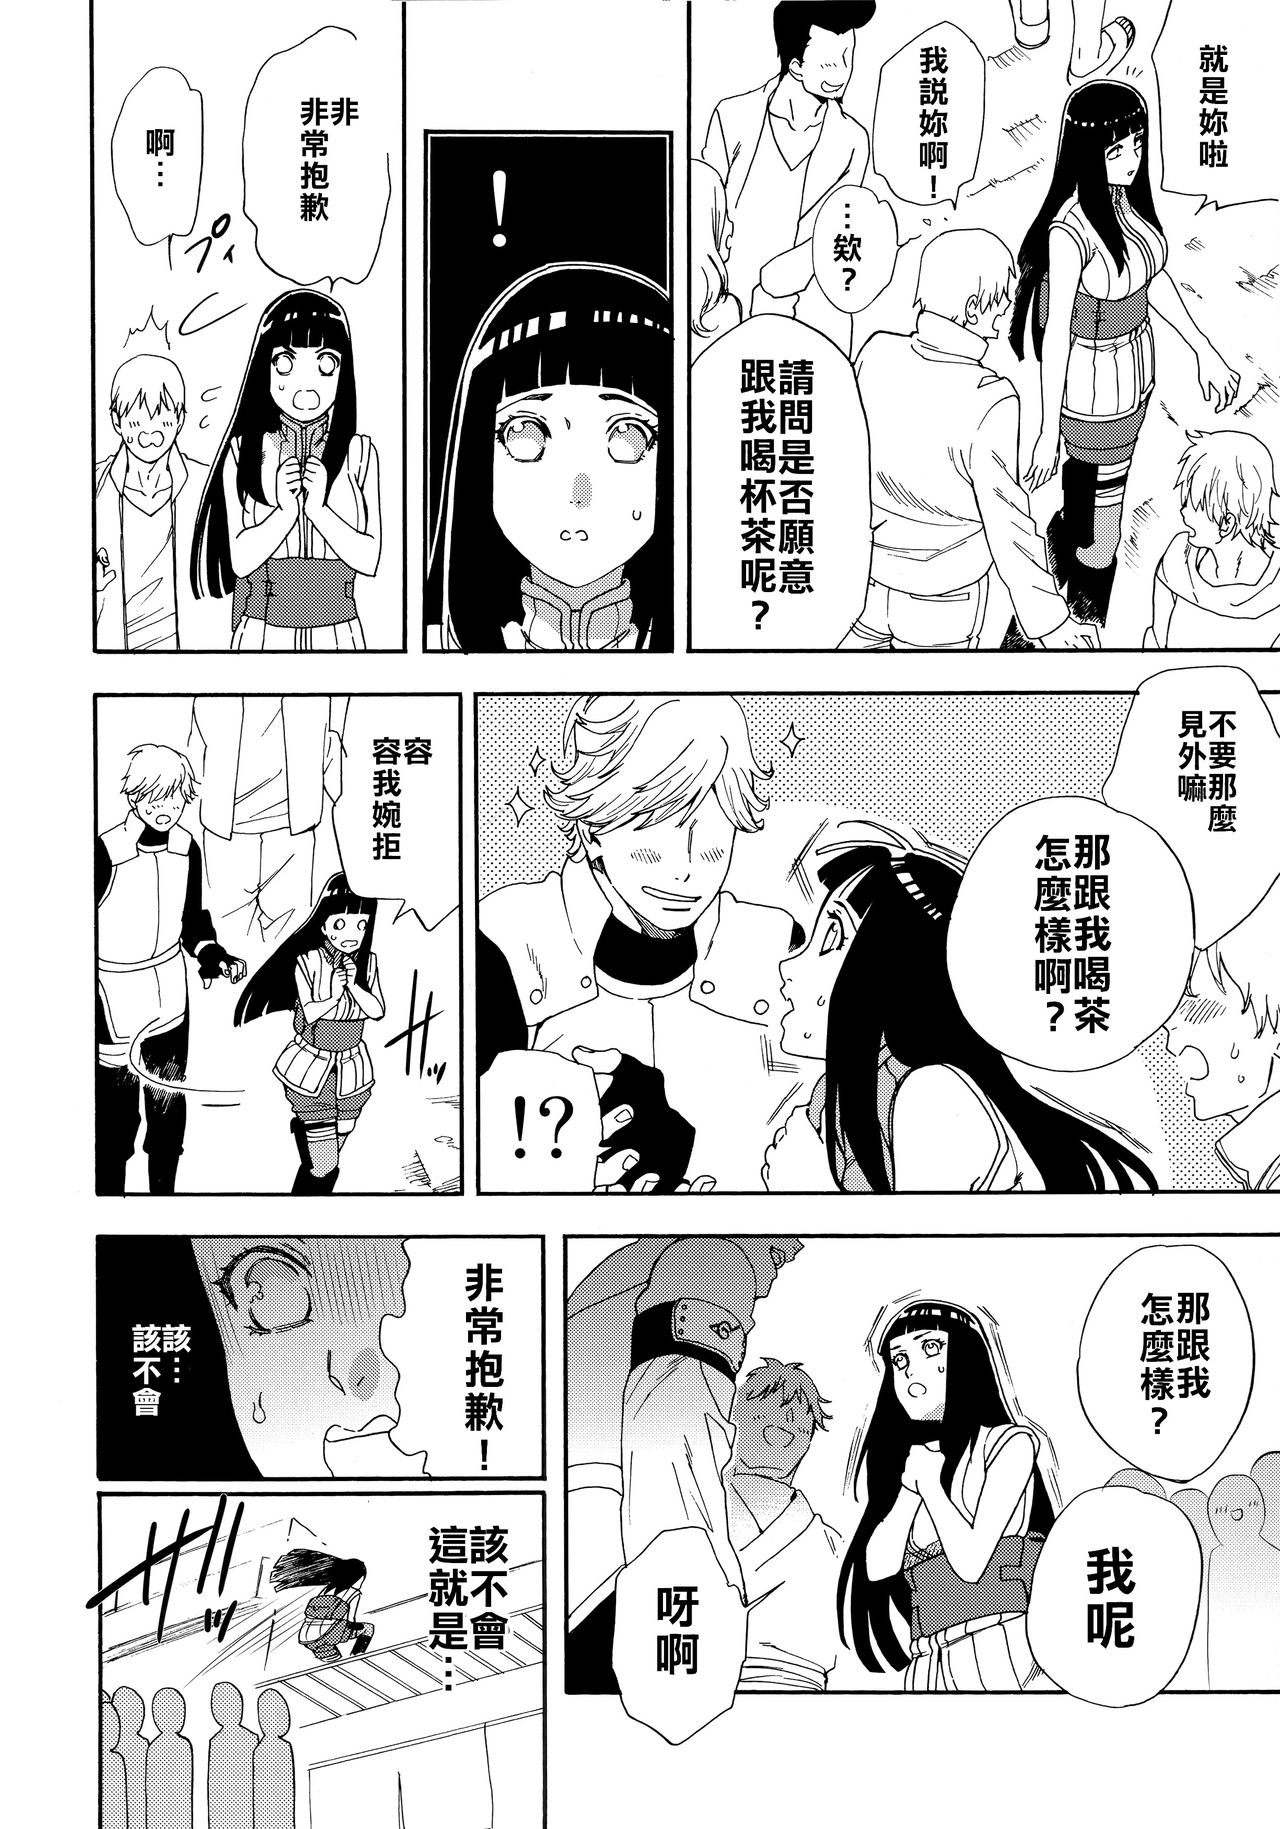 就是妳啦
我説妳啊！
…欸？
請問是否願意
跟我喝杯茶呢？
！
非
非常抱歉
啊…
プイ
不要那麼
見外嘛
那跟我喝茶
怎麼樣啊？
!?
容
容我婉拒
那跟我
怎麼樣？
我呢
呀啊
非常抱歉！
該…
該不會
該不會
這就是…